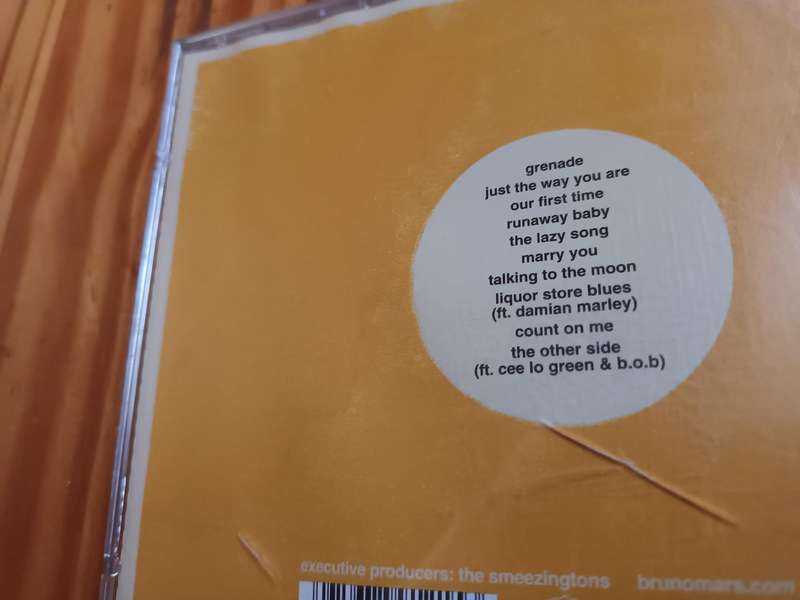 grenade
just the way you are
our first time
runaway baby
the lazy song
marry you
talking to the moon
liquor store blues
(ft. damian marley)
count on me
the other side
(ft. cee lo green & b.o.b)
executive producers: the smeezingtons
brunomars.com